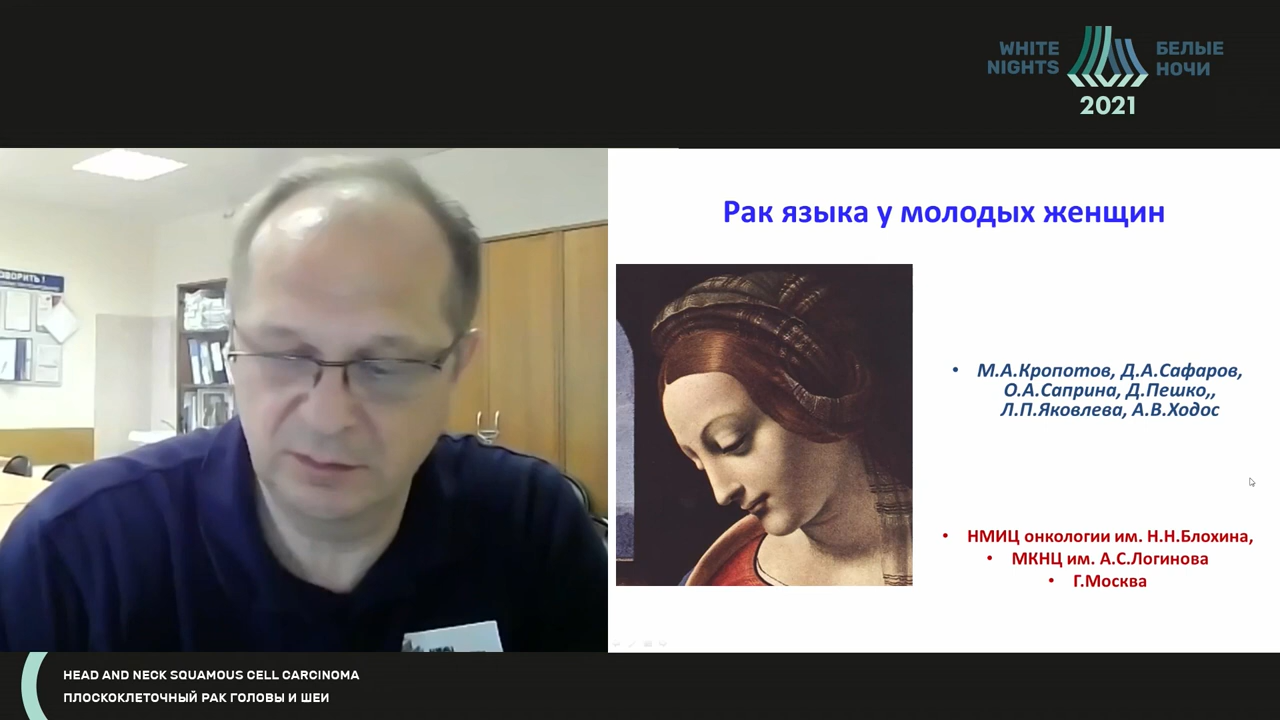 WHITE
NIGHTS
БЕЛЫЕ
НОЧИ
2021
ОВОРИТЬ !
Рак языка у молодых женщин
• М.А.Кропотов, Д.А.Сафаров,
О.А.Саприна, Д.Пешко,,
Л.П.Яковлева, А.В.Ходос
• НМИЦ онкологии им. Н.Н.Блохина,
• МКНЦ им. А.С.Логинова
• Г.Москва
HEAD AND NECK SQUAMOUS CELL CARCINOMA
ПЛОСКОКЛЕТОЧНЫЙ РАК ГОЛОВЫ И ШЕИ